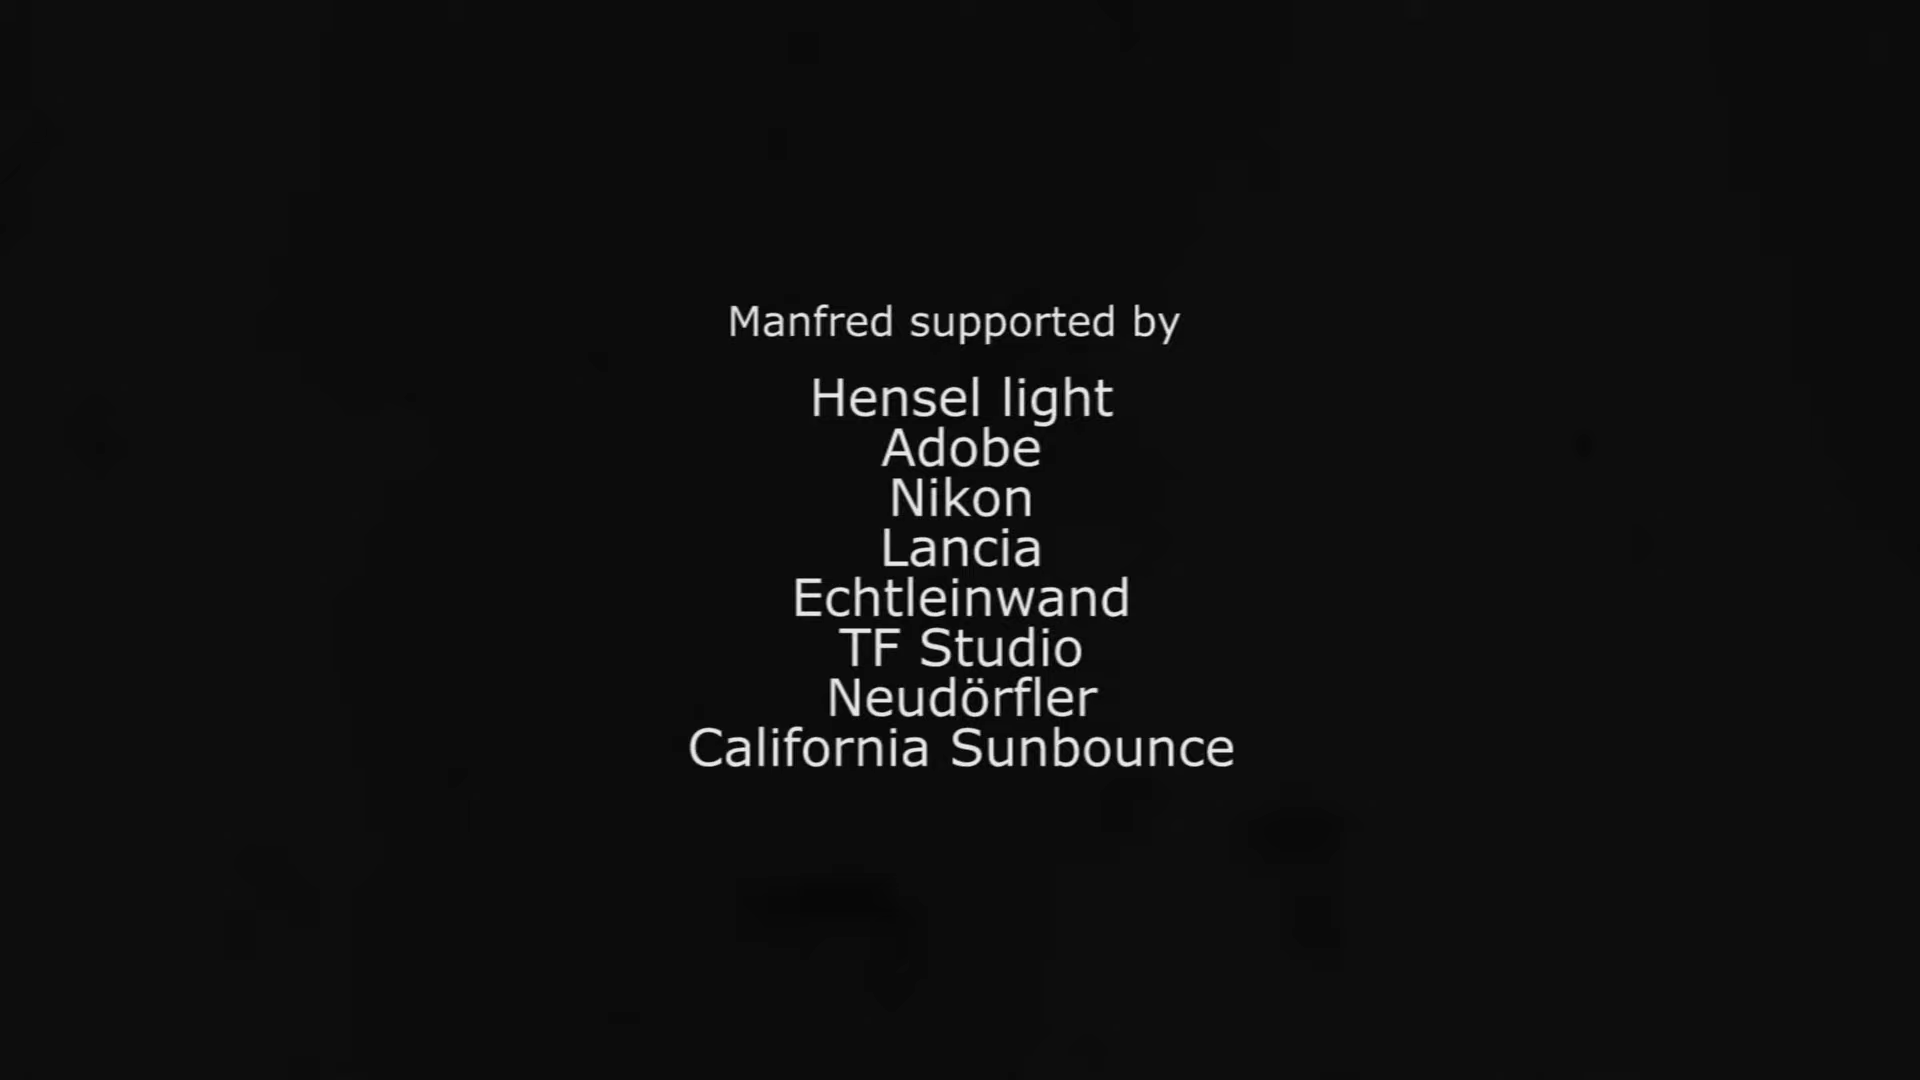 Manfred supported by
Hensel light
Adobe
Nikon
Lancia
Echtleinwand
TF Studio
Neudörfler
California Sunbounce